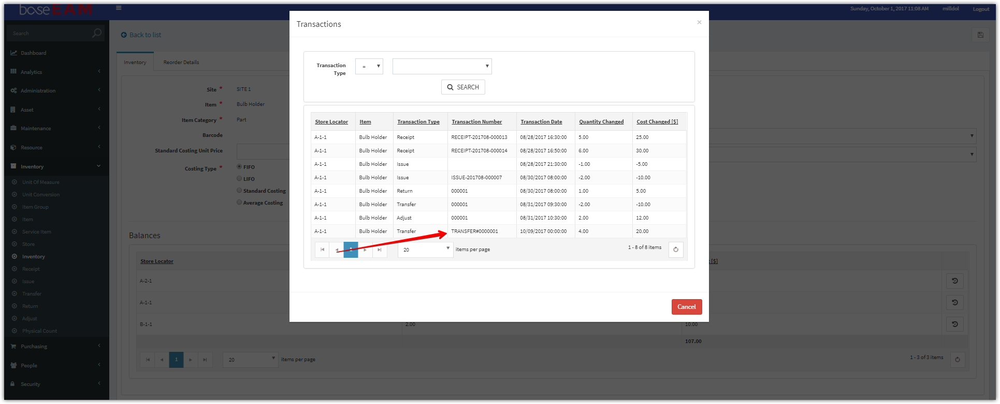 baseEAM
Sunday, October 1, 2017 11:08 AM milldol Logout
Search
Back to list
Dashboard
Analytics
Administration
Asset
Maintenance
Resource
Inventory
Unit Of Measure
Unit Conversion
Item Group
Item
Service Item
Store
Inventory
Receipt
Issue
Transfer
Return
Adjust
Physical Count
Purchasing
People
Security
Inventory Reorder Details
Site * SITE 1
Item * Bulb Holder
Item Category * Part
Barcode
Standard Costing Unit Price
Costing Type * FIFO
LIFO
Standard Costing
Average Costing
Balances
Store Locator [$]
A-2-1
A-1-1
B-1-1 2.00 10.00
107.00
1 20 items per page 1 - 3 of 3 items
Transactions ×
Transaction Type = 
SEARCH
Store Locator Item Transaction Type Transaction Number Transaction Date Quantity Changed Cost Changed [$]
A-1-1 Bulb Holder Receipt RECEIPT-201708-000013 08/28/2017 16:30:00 5.00 25.00
A-1-1 Bulb Holder Receipt RECEIPT-201708-000014 08/28/2017 16:50:00 6.00 30.00
A-1-1 Bulb Holder Issue 08/28/2017 21:30:00 -1.00 -5.00
A-1-1 Bulb Holder Issue ISSUE-201708-000007 08/30/2017 08:00:00 -2.00 -10.00
A-1-1 Bulb Holder Return 000001 08/30/2017 08:00:00 1.00 5.00
A-1-1 Bulb Holder Transfer 000001 08/31/2017 09:30:00 -2.00 -10.00
A-1-1 Bulb Holder Adjust 000001 08/31/2017 10:30:00 2.00 12.00
A-1-1 Bulb Holder Transfer TRANSFER#0000001 10/09/2017 00:00:00 4.00 20.00
1 20 items per page 1 - 8 of 8 items
Cancel